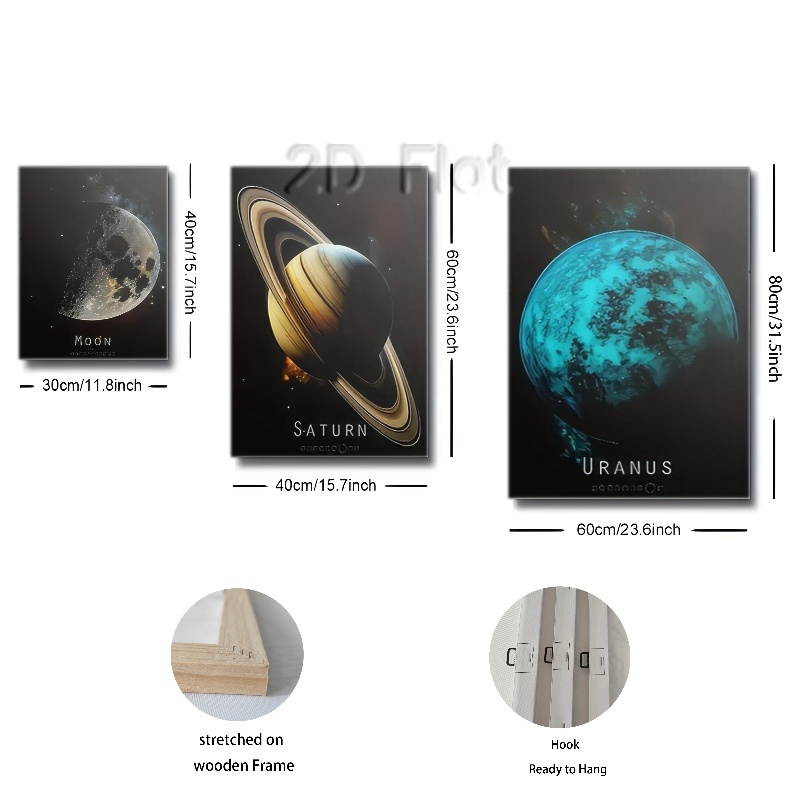 2D Flat
40cm/15.7inch
MOON
30cm/11.8inch
60cm/23.6inch
SATURN
40cm/15.7inch
80cm/31.5inch
URANUS
60cm/23.6inch
stretched on
wooden Frame
Hook
Ready to Hang